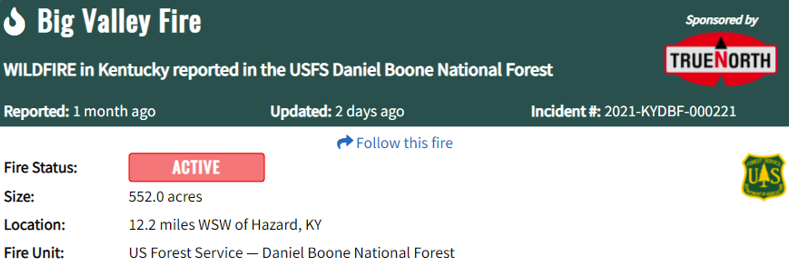 Big Valley Fire
Sponsored by
TRUENORTH
WILDFIRE in Kentucky reported in the USFS Daniel Boone National Forest
Reported: 1 month ago Updated: 2 days ago Incident #: 2021-KYDBF-000221
Follow this fire
Fire Status: ACTIVE
FOREST SERVICE
U S
Size: 552.0 acres
Location: 12.2 miles WSW of Hazard, KY
Fire Unit: US Forest Service — Daniel Boone National Forest